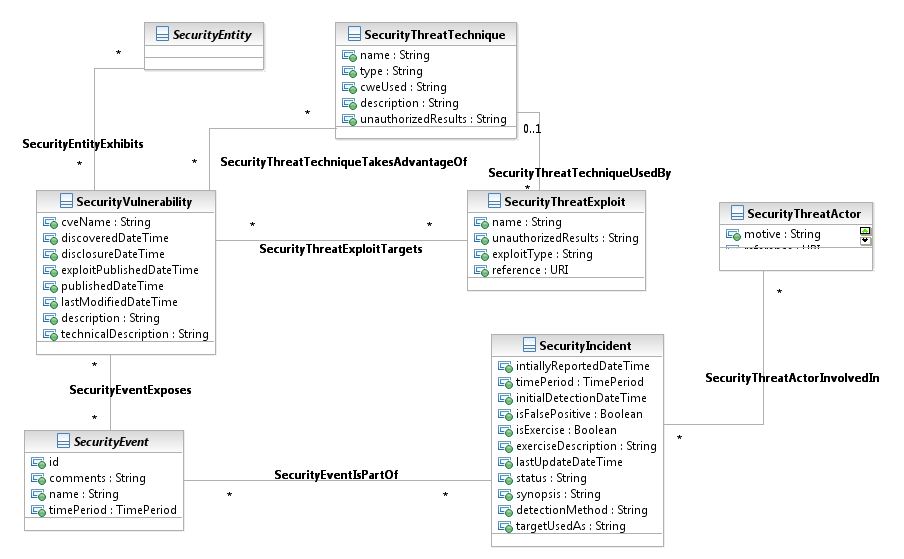 SecurityEntity
*
SecurityEntityExhibits
*
SecurityThreatTechnique
name : String
type : String
cweUsed : String
description : String
unauthorizedResults : String
*
*
SecurityThreatTechniqueTakesAdvantageOf
0..1
SecurityThreatTechniqueUsedBy
*
SecurityVulnerability
cveName : String
discoveredDateTime
disclosureDateTime
exploitPublishedDateTime
publishedDateTime
lastModifiedDateTime
description : String
technicalDescription : String
*
*
SecurityThreatExploitTargets
SecurityThreatExploit
name : String
unauthorizedResults : String
exploitType : String
reference : URI
SecurityThreatActor
motive : String
reference : URI
*
SecurityThreatActorInvolvedIn
*
*
SecurityEventExposes
*
SecurityEvent
id
comments : String
name : String
timePeriod : TimePeriod
SecurityEventIsPartOf
*
*
SecurityIncident
intiallyReportedDateTime
timePeriod : TimePeriod
initialDetectionDateTime
isFalsePositive : Boolean
isExercise : Boolean
exerciseDescription : String
lastUpdateDateTime
status : String
synopsis : String
detectionMethod : String
targetUsedAs : String